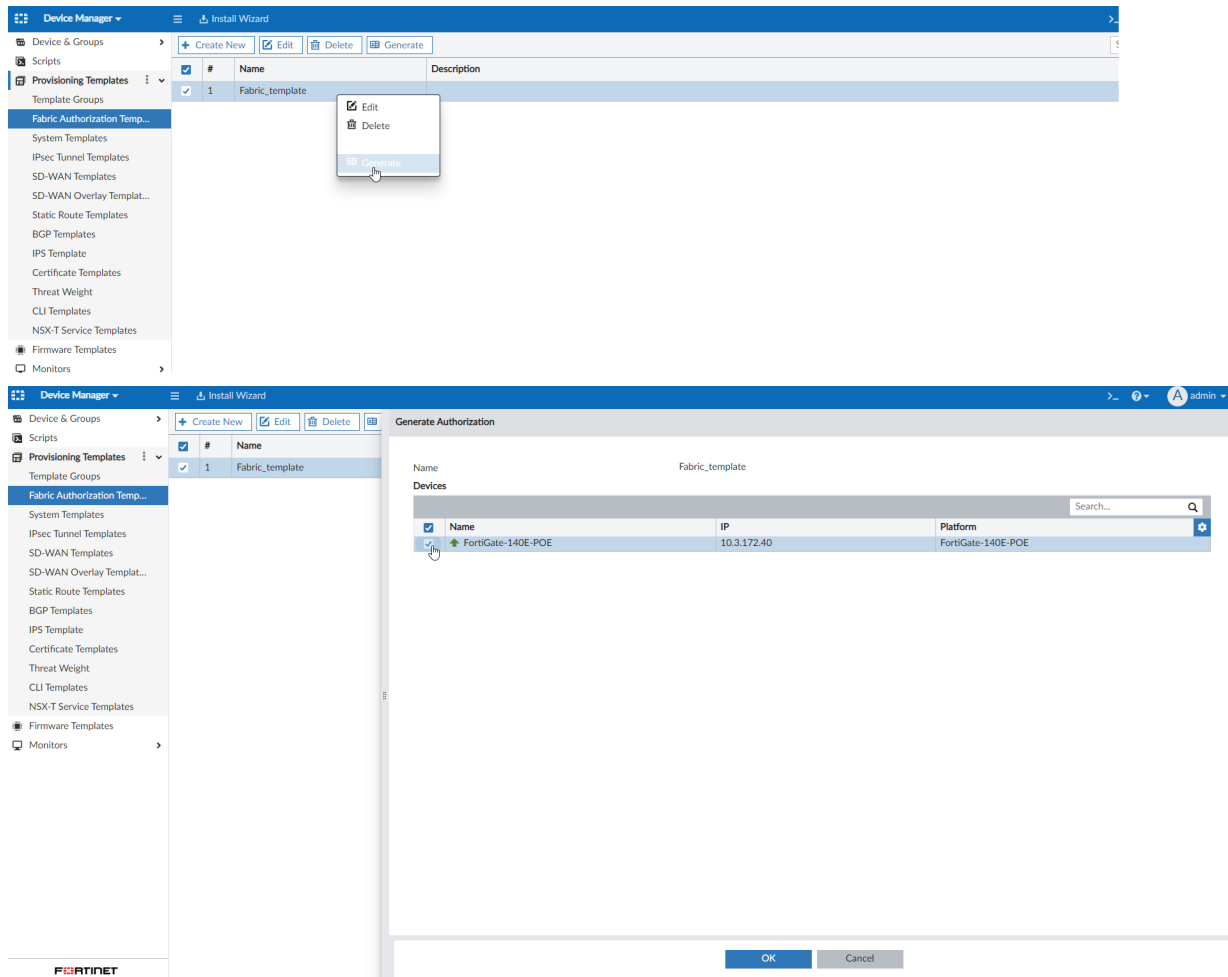 Device Manager
Install Wizard
>_
Device & Groups
Create New
Edit
Delete
Generate
Scripts
#
Name
Description
Provisioning Templates
1
Fabric_template
Edit
Delete
Generate
Template Groups
Fabric Authorization Temp...
System Templates
IPsec Tunnel Templates
SD-WAN Templates
SD-WAN Overlay Templat...
Static Route Templates
BGP Templates
IPS Template
Certificate Templates
Threat Weight
CLI Templates
NSX-T Service Templates
Firmware Templates
Monitors
Device Manager
Install Wizard
>_
?
A
admin
Device & Groups
Create New
Edit
Delete
Generate Authorization
Scripts
#
Name
Provisioning Templates
1
Fabric_template
Name
Fabric_template
Devices
Search...
Name
IP
Platform
FortiGate-140E-POE
10.3.172.40
FortiGate-140E-POE
Template Groups
Fabric Authorization Temp...
System Templates
IPsec Tunnel Templates
SD-WAN Templates
SD-WAN Overlay Templat...
Static Route Templates
BGP Templates
IPS Template
Certificate Templates
Threat Weight
CLI Templates
NSX-T Service Templates
Firmware Templates
Monitors
OK
Cancel
FORTINET